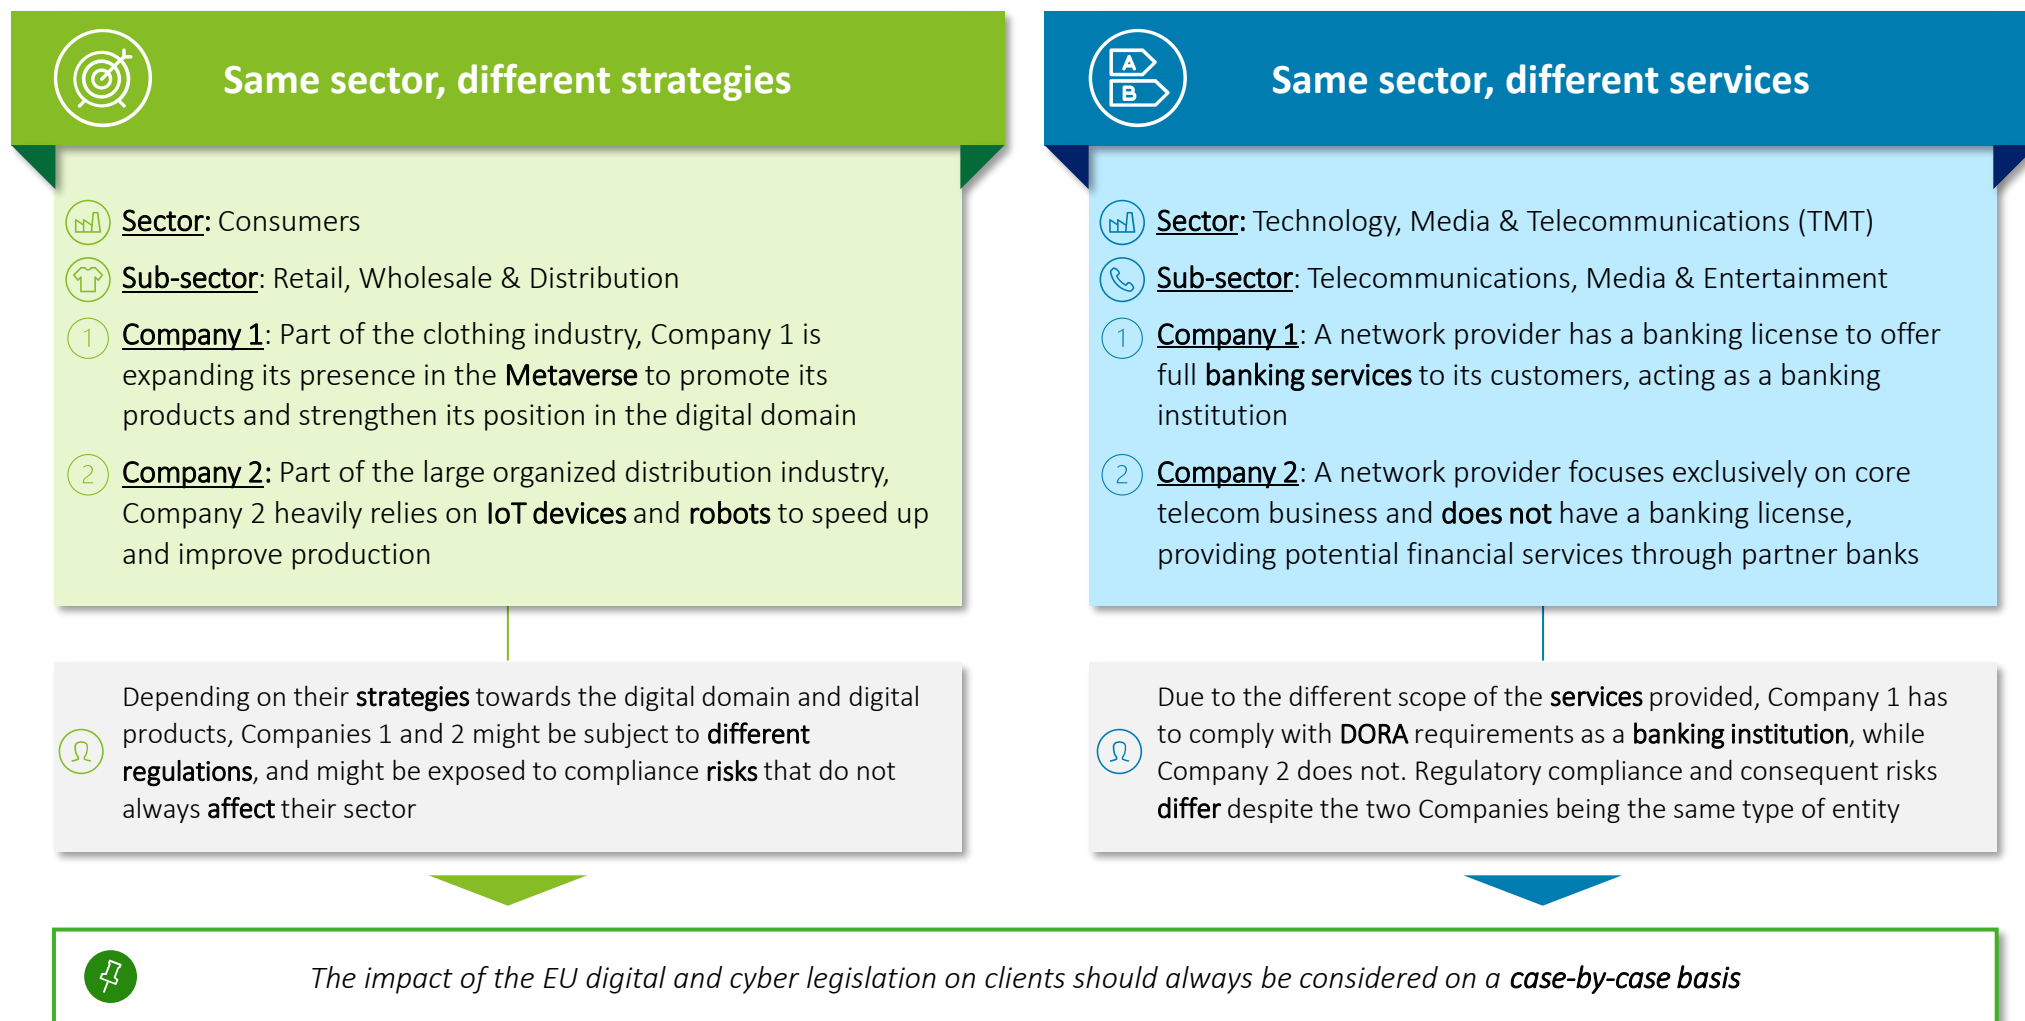 Same sector, different strategies
Sector: Consumers
Sub-sector: Retail, Wholesale & Distribution
1
Company 1: Part of the clothing industry, Company 1 is
expanding its presence in the Metaverse to promote its
products and strengthen its position in the digital domain
2
Company 2: Part of the large organized distribution industry,
Company 2 heavily relies on IoT devices and robots to speed up
and improve production
Depending on their strategies towards the digital domain and digital
products, Companies 1 and 2 might be subject to different
regulations, and might be exposed to compliance risks that do not
always affect their sector
A
B
Same sector, different services
Sector: Technology, Media & Telecommunications (TMT)
Sub-sector: Telecommunications, Media & Entertainment
1
Company 1: A network provider has a banking license to offer
full banking services to its customers, acting as a banking
institution
2
Company 2: A network provider focuses exclusively on core
telecom business and does not have a banking license,
providing potential financial services through partner banks
Due to the different scope of the services provided, Company 1 has
to comply with DORA requirements as a banking institution, while
Company 2 does not. Regulatory compliance and consequent risks
differ despite the two Companies being the same type of entity
The impact of the EU digital and cyber legislation on clients should always be considered on a case-by-case basis